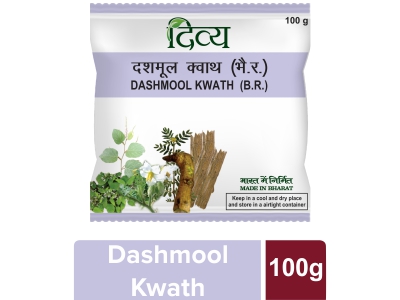 100 g
दिव्य
दशमूल क्वाथ (भै.र.)
DASHMOOL KWATH (B.R.)
भारत में निर्मित
MADE IN BHARAT
Keep in a cool and dry place
and store in a airtight container
Dashmool
Kwath
100g